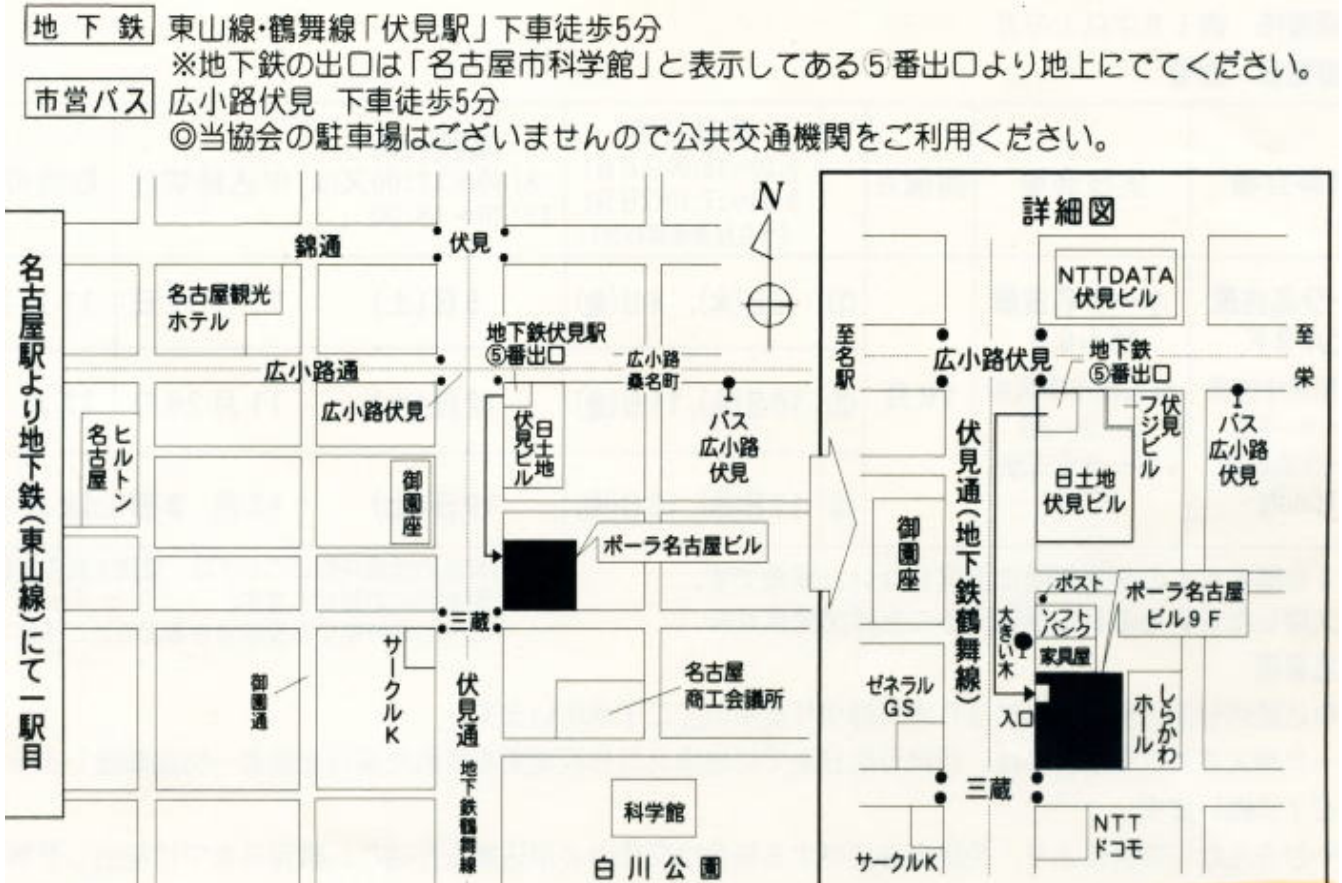 地下鉄 東山線・鶴舞線「伏見駅」下車徒歩5分
※地下鉄の出口は「名古屋市科学館」と表示してある⑤番出口より地上にでてください。
市営バス 広小路伏見 下車徒歩5分
◎当協会の駐車場はございませんので公共交通機関をご利用ください。
名古屋駅より地下鉄(東山線)にて一駅目
N
錦通
伏見
名古屋観光
ホテル
地下鉄伏見駅
⑤番出口
広小路
桑名町
広小路通
広小路伏見
ヒルトン
名古屋
日土地
伏見ビル
バス
広小路
伏見
御園座
ポーラ名古屋ビル
三蔵
サークルK
御園通
伏見通
地下鉄鶴舞線
名古屋
商工会議所
科学館
白川公園
詳細図
NTTDATA
伏見ビル
至名駅
広小路伏見
地下鉄
⑤番出口
至栄
伏見
フジビル
バス
広小路
伏見
日土地
伏見ビル
伏見通(地下鉄鶴舞線)
御園座
ポスト
ソフト
バンク
家具屋
大きい木
ポーラ名古屋
ビル9F
ゼネラル
GS
入口
しらかわ
ホール
三蔵
サークルK
NTT
ドコモ